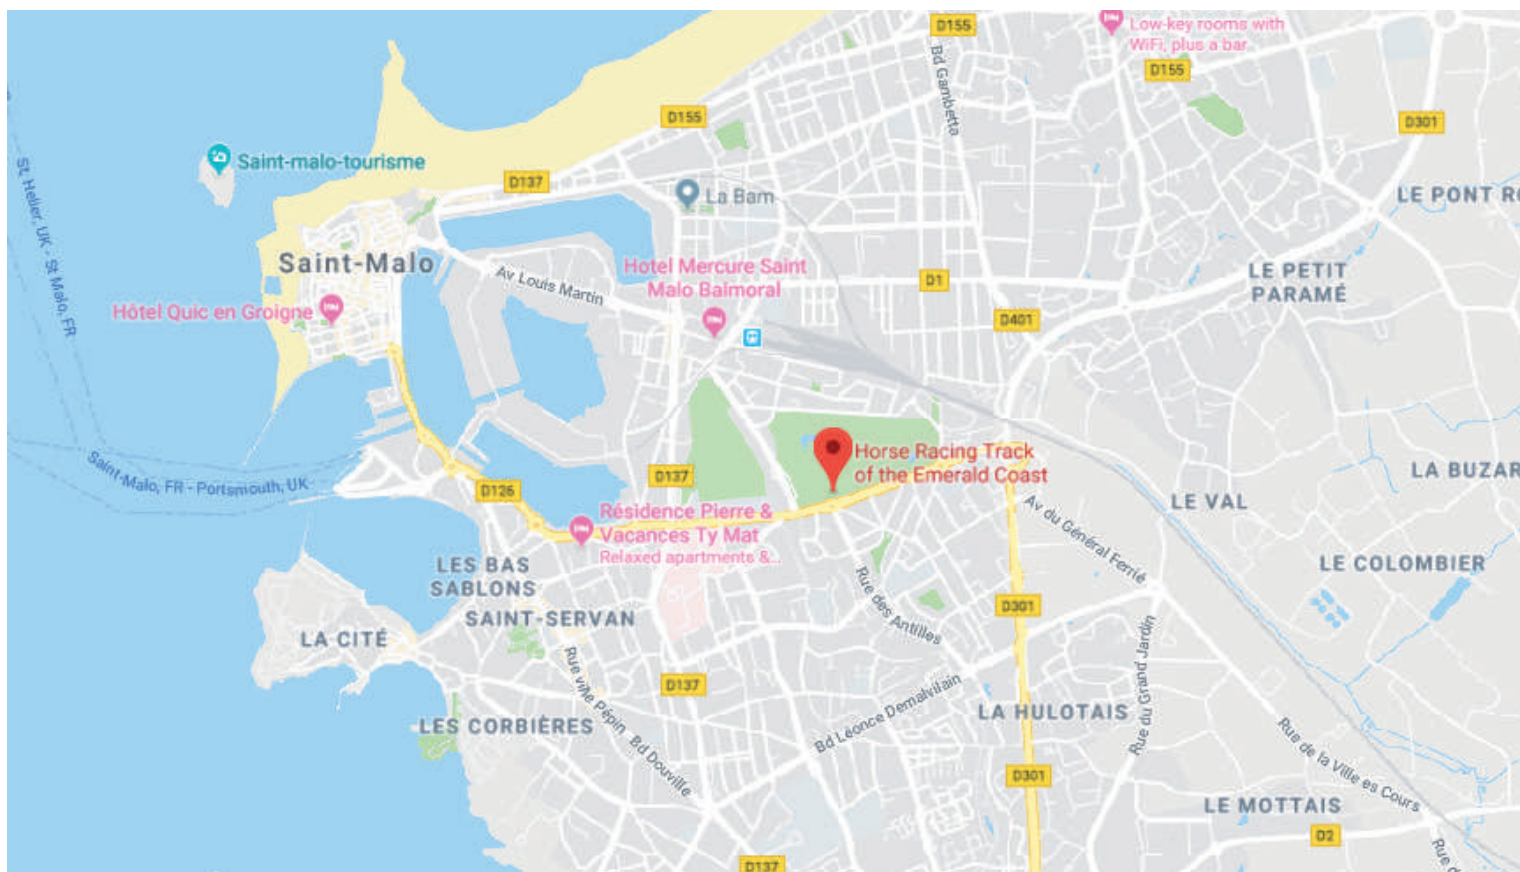 D155
Low-key rooms with
WiFi, plus a bar
Bd Gambetta
D155
D155
D301
Saint-malo-tourisme
D137
La Bam
LE PONT RO
St, Helier, UK - St Malo, FR
Saint-Malo
Av Louis Martin
Hotel Mercure Saint
Malo Balmoral
D1
LE PETIT
PARAMÉ
Hôtel Quic en Groigne
D401
Saint-Malo, FR - Portsmouth, UK
D126
D137
Horse Racing Track
of the Emerald Coast
LA BUZAR
LE VAL
Résidence Pierre &
Vacances Ty Mat
Relaxed apartments &...
Av du Général Ferrié
LES BAS
SABLONS
LE COLOMBIER
SAINT-SERVAN
Rue des Antilles
D301
LA CITÉ
Rue ville Pépin
D137
Rue du Grand Jardin
LES CORBIÈRES
Bd Douville
Bd Léonce Demalvilain
LA HULOTAIS
Rue de la Ville es Cours
D301
LE MOTTAIS
D2
D137